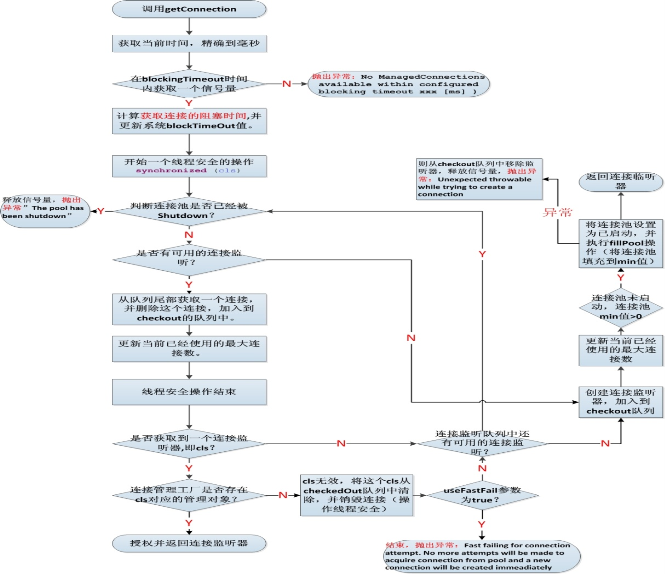 调用getConnection
获取当前时间，精确到毫秒
在blockingTimeout时间
内获取一个信号量
N
抛出异常：No ManagedConnections
available within configured
blocking timeout xxx [ms] )
Y
计算获取连接的阻塞时间,并
更新系统blockTimeOut值。
开始一个线程安全的操作
synchronized (cls)
释放信号量，抛出
异常”The pool has
been shutdown”
Y
判断连接池是否已经被
Shutdown？
N
是否有可用的连接监
听？
Y
从队列尾部获取一个连接，
并删除这个连接，加入到
checkout的队列中。
更新当前已经使用的最大连
接数。
线程安全操作结束
是否获取到一个连接监
听器,即cls？
N
Y
连接管理工厂是否存在
cls对应的管理对象？
N
Y
授权并返回连接监听器
cls无效，将这个cls从
checkedOut队列中清
除，并销毁连接（操
作线程安全）
useFastFail参数
为true？
N
Y
结束，抛出异常：Fast failing for connection
attempt. No more attempts will be made to
acquire connection from pool and a new
connection will be created immeadiately
连接监听队列中还
有可用的连接监
听？
Y
N
N
创建连接监听
器，加入到
checkout队列
更新当前已经
使用的最大连
接数
连接池未启
动，连接池
min值>0
Y
将连接池设置
为已启动，并
执行fillPool操
作（将连接池
填充到min值）
异常
则从checkout队列中移除监
听器，释放信号量，抛出异
常：Unexpected throwable
while trying to create a
connection
返回连接临听
器